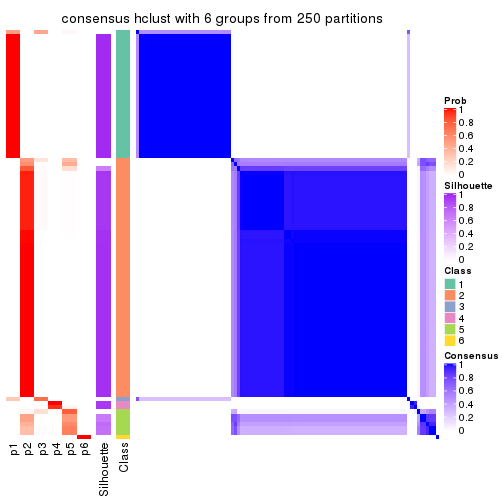 consensus hclust with 6 groups from 250 partitions
Prob
1
0.8
0.6
0.4
0.2
0
Silhouette
1
0.8
0.6
0.4
0.2
0
Class
1
2
3
4
5
6
Consensus
1
0.8
0.6
0.4
0.2
0
p1
p2
p3
p4
p5
p6
Silhouette
Class